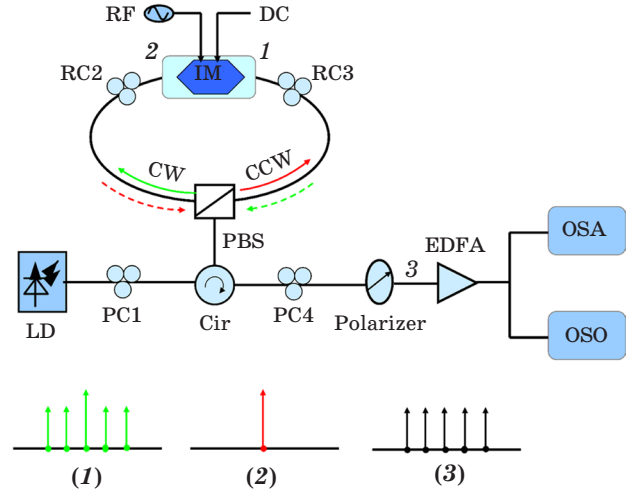 RF
DC
2
1
IM
RC2
RC3
CW
CCW
PBS
EDFA
OSA
3
LD
PC1
Cir
PC4
Polarizer
OSO
(1)
(2)
(3)